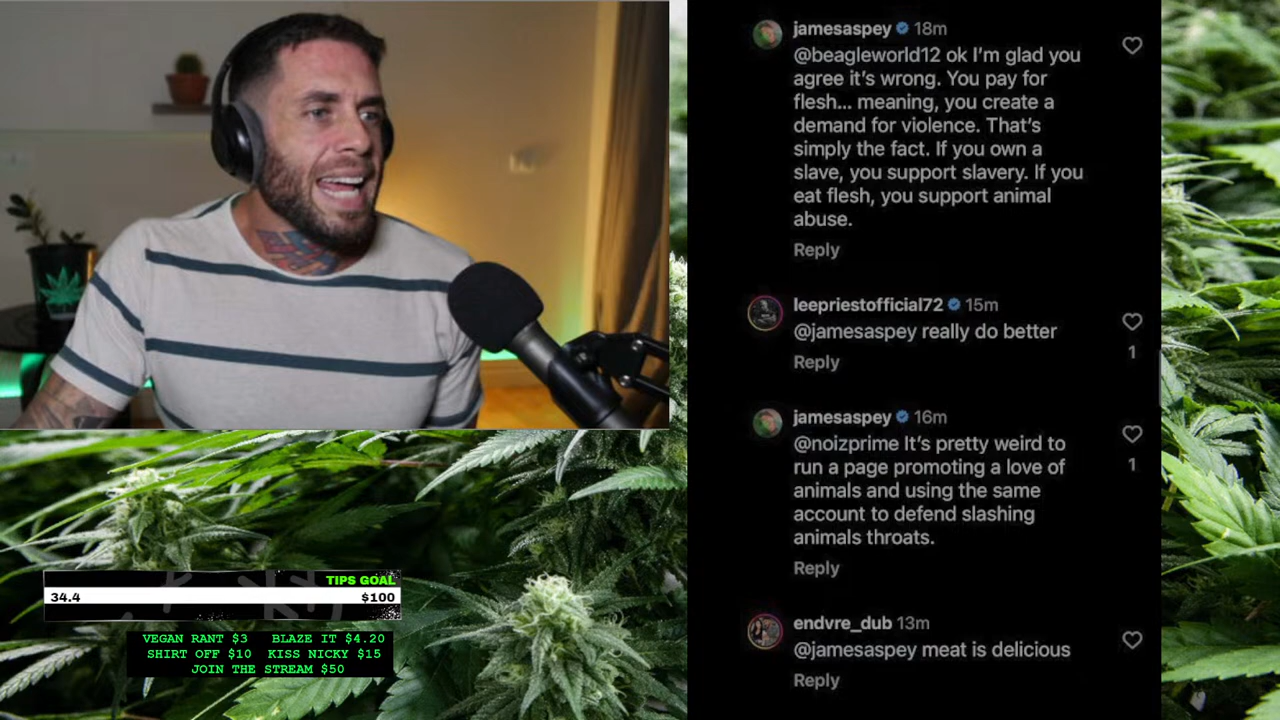 jamesaspey 18m
@beagleworld12 ok I'm glad you
agree it's wrong. You pay for
flesh... meaning, you create a
demand for violence. That's
simply the fact. If you own a
slave, you support slavery. If you
eat flesh, you support animal
abuse.
Reply
leepriestofficial72 15m
@jamesaspey really do better
1
Reply
jamesaspey 16m
@noizprime It's pretty weird to
run a page promoting a love of
1
animals and using the same
account to defend slashing
animals throats.
Reply
endvre_dub 13m
@jamesaspey meat is delicious
Reply
TIPS GOAL
34.4 $100
VEGAN RANT $3 BLAZE IT $4.20
SHIRT OFF $10 KISS NICKY $15
JOIN THE STREAM $50